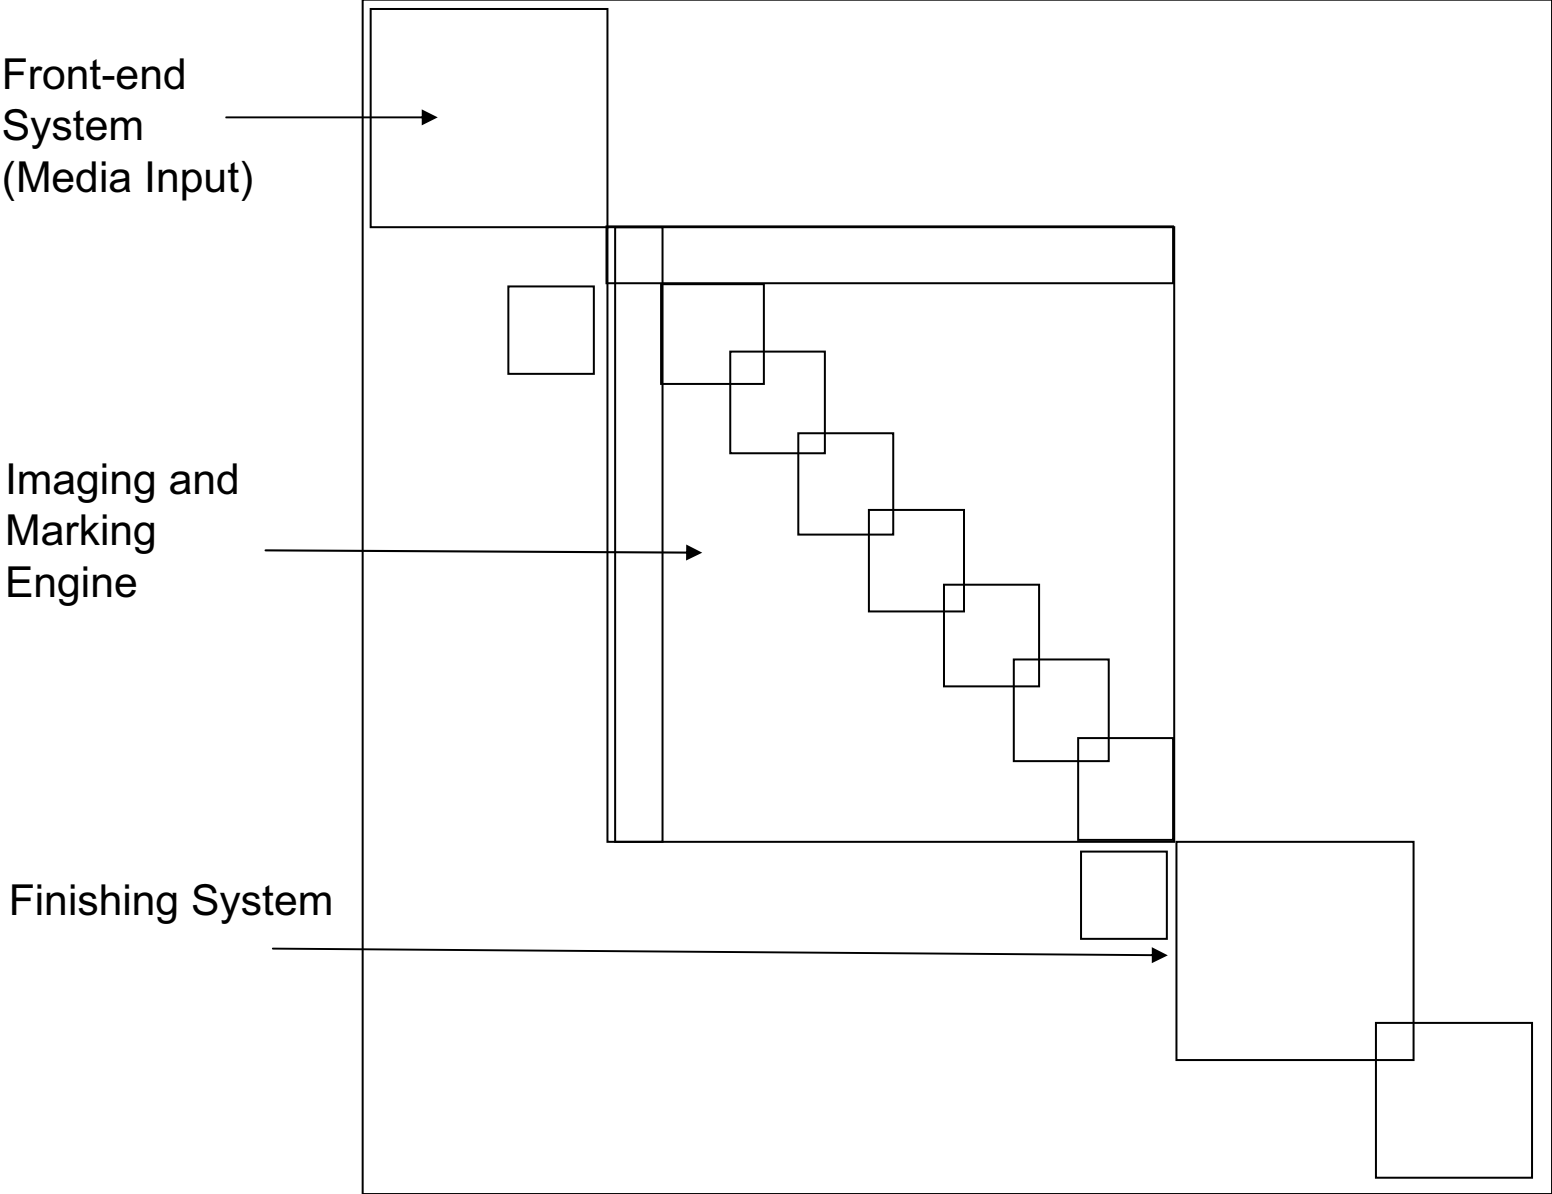 Front-end
System
(Media Input)
Imaging and
Marking
Engine
Finishing System